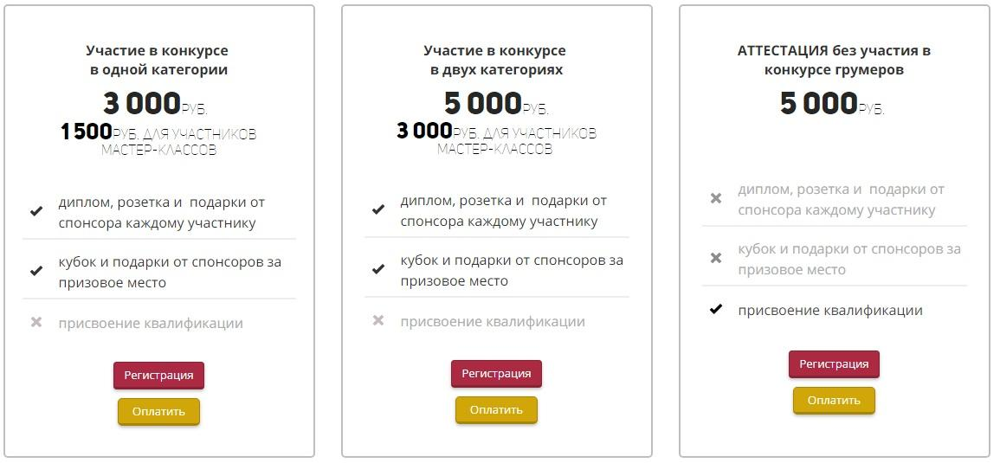 Участие в конкурсе
в одной категории
3 000РУБ.
1500РУБ. ДЛЯ УЧАСТНИКОВ
МАСТЕР-КЛАССОВ
диплом, розетка и подарки от
спонсора каждому участнику
кубок и подарки от спонсоров за
призовое место
присвоение квалификации
Регистрация
Оплатить
Участие в конкурсе
в двух категориях
5 000РУБ.
3 000РУБ. ДЛЯ УЧАСТНИКОВ
МАСТЕР-КЛАССОВ
диплом, розетка и подарки от
спонсора каждому участнику
кубок и подарки от спонсоров за
призовое место
присвоение квалификации
Регистрация
Оплатить
АТТЕСТАЦИЯ без участия в
конкурсе грумеров
5 000РУБ.
диплом, розетка и подарки от
спонсора каждому участнику
кубок и подарки от спонсоров за
призовое место
присвоение квалификации
Регистрация
Оплатить